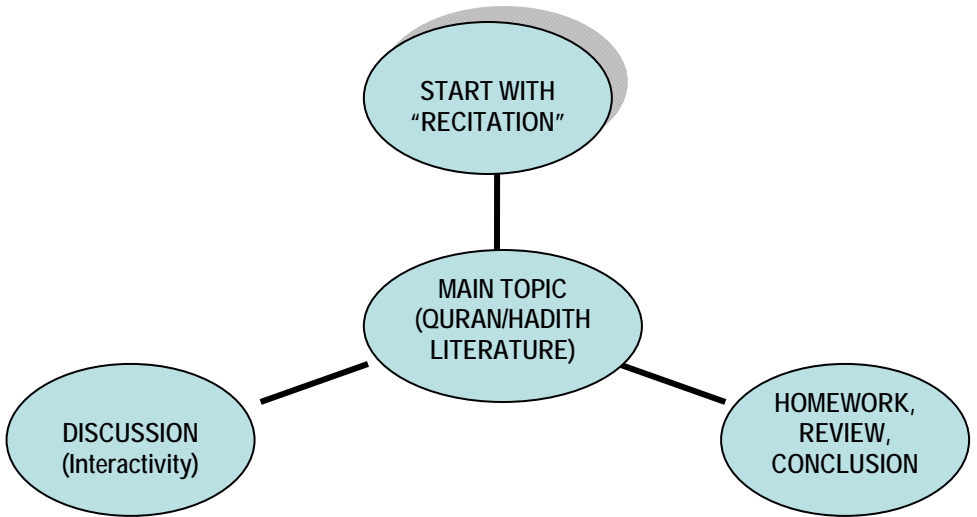 START WITH
“RECITATION”
MAIN TOPIC
(QURAN/HADITH
LITERATURE)
DISCUSSION
(Interactivity)
HOMEWORK,
REVIEW,
CONCLUSION